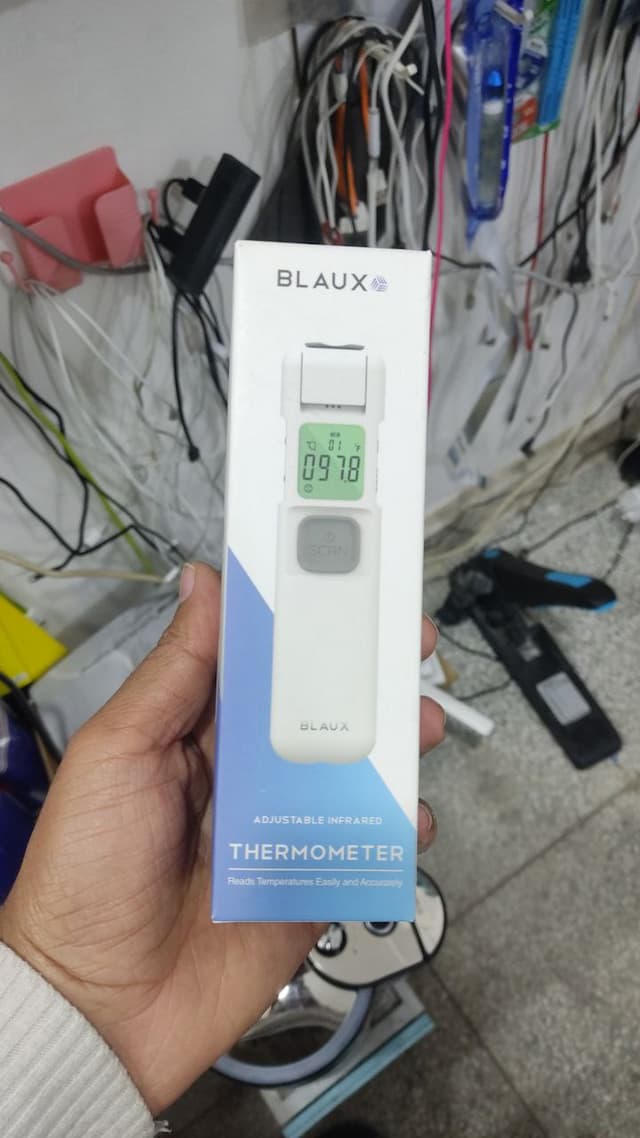 BLAUX
01
°F
097.8
SCAN
BLAUX
ADJUSTABLE INFRARED
THERMOMETER
Reads Temperatures Easily and Accurately